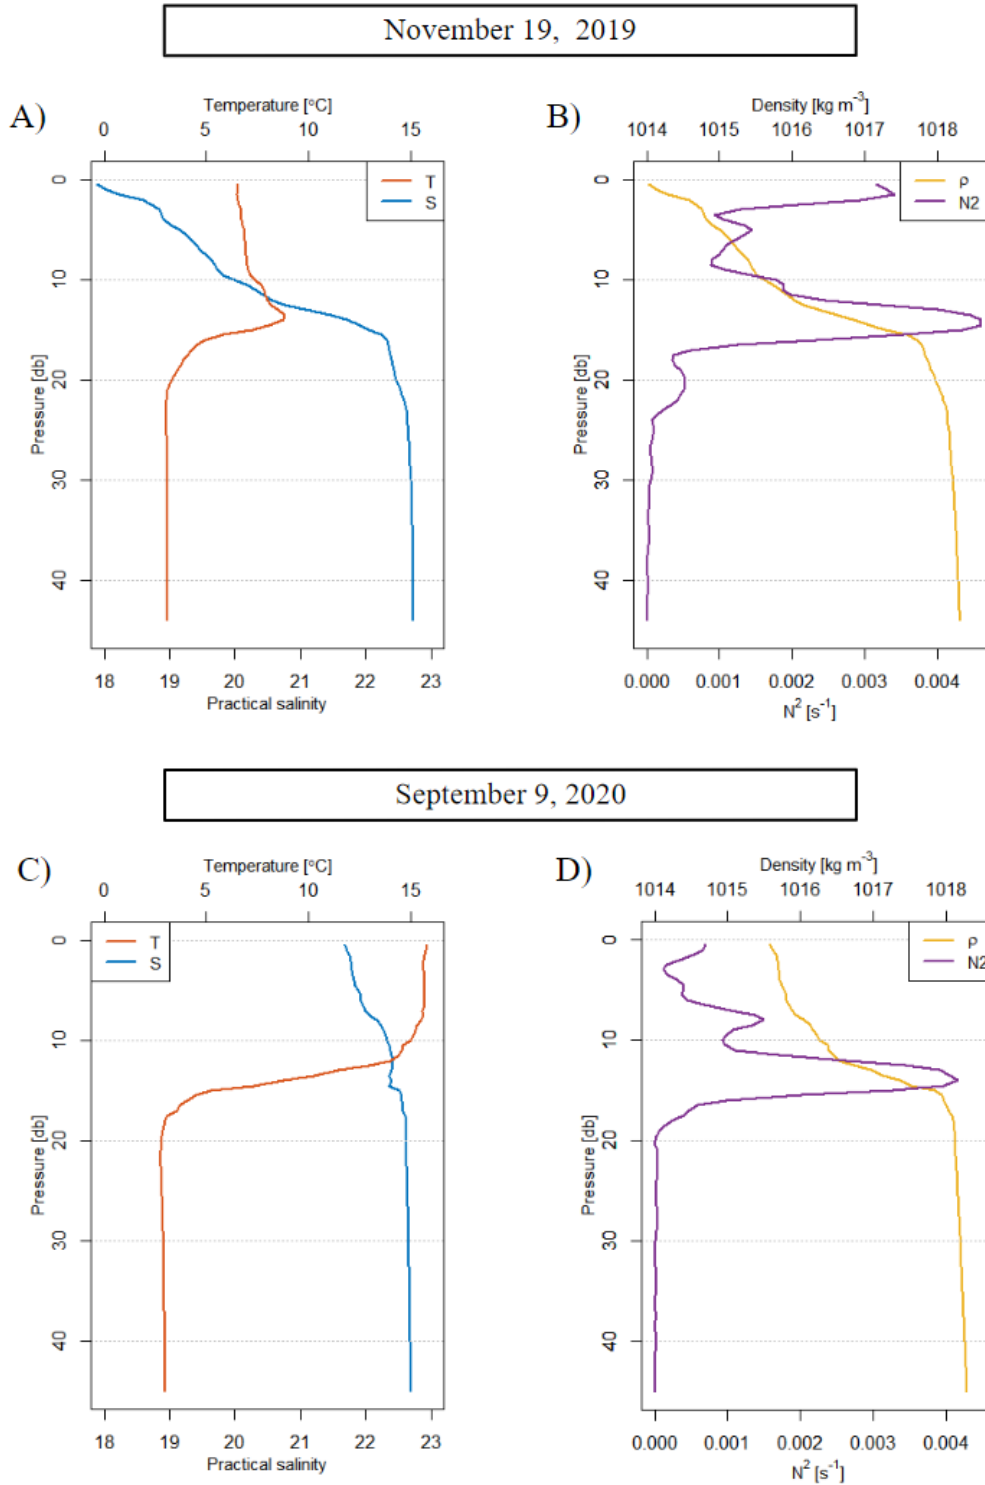 November 19, 2019
A)
Temperature [°C]
0 5 10 15
T
S
Pressure [db]
0
10
20
30
40
18 19 20 21 22 23
Practical salinity
B)
Density [kg m⁻³]
1014 1015 1016 1017 1018
ρ
N2
Pressure [db]
0
10
20
30
40
0.000 0.001 0.002 0.003 0.004
N² [s⁻¹]
September 9, 2020
C)
Temperature [°C]
0 5 10 15
T
S
Pressure [db]
0
10
20
30
40
18 19 20 21 22 23
Practical salinity
D)
Density [kg m⁻³]
1014 1015 1016 1017 1018
ρ
N2
Pressure [db]
0
10
20
30
40
0.000 0.001 0.002 0.003 0.004
N² [s⁻¹]